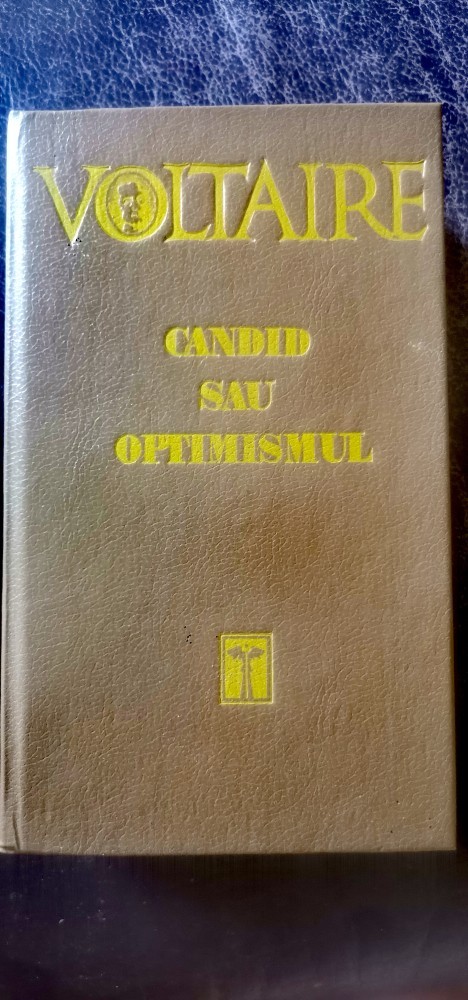 VOLTAIRE
CANDID
SAU
OPTIMISMUL